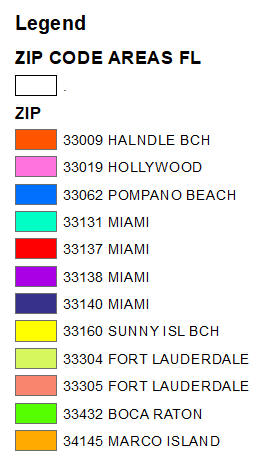 Legend
ZIP CODE AREAS FL
.
ZIP
33009 HALNDLE BCH
33019 HOLLYWOOD
33062 POMPANO BEACH
33131 MIAMI
33137 MIAMI
33138 MIAMI
33140 MIAMI
33160 SUNNY ISL BCH
33304 FORT LAUDERDALE
33305 FORT LAUDERDALE
33432 BOCA RATON
34145 MARCO ISLAND